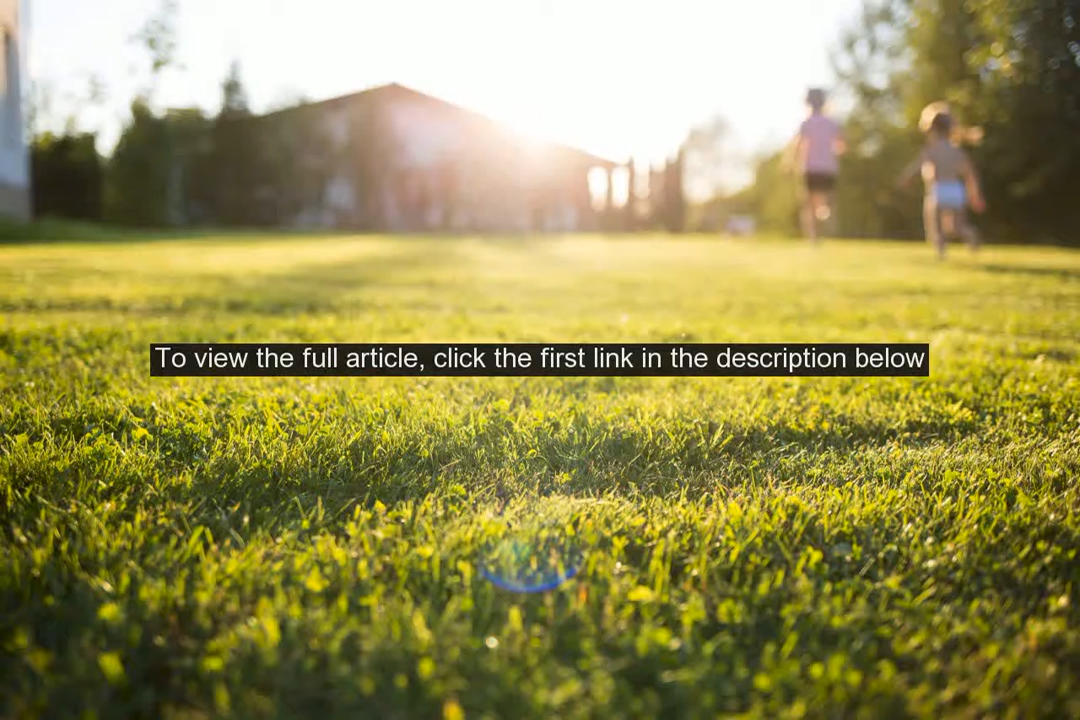 To view the full article, click the first link in the description below